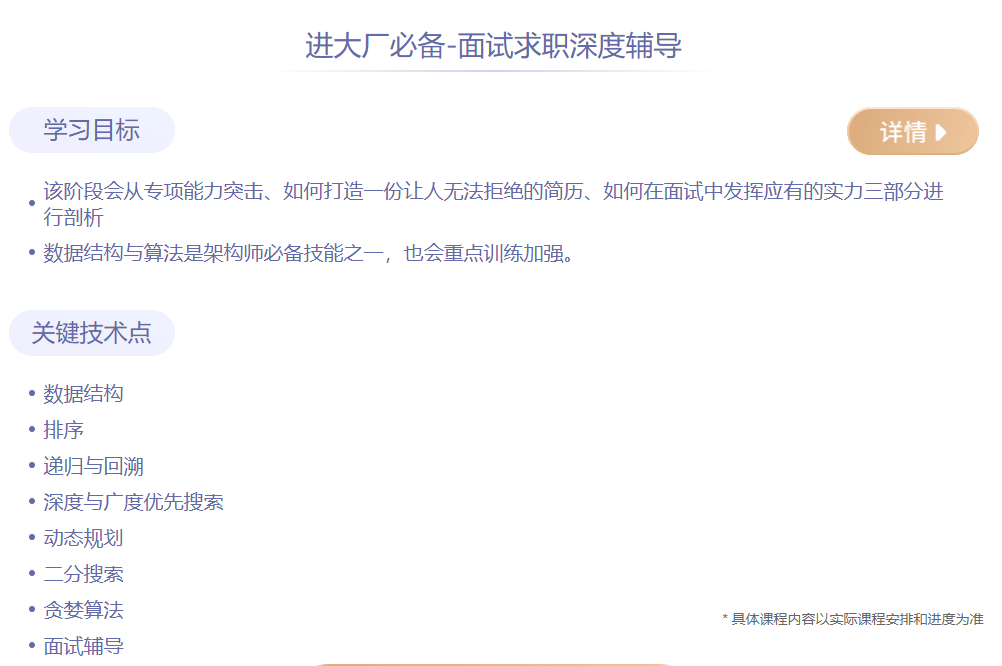 进大厂必备-面试求职深度辅导
学习目标
详情
该阶段会从专项能力突击、如何打造一份让人无法拒绝的简历、如何在面试中发挥应有的实力三部分进
行剖析
数据结构与算法是架构师必备技能之一，也会重点训练加强。
关键技术点
数据结构
排序
递归与回溯
深度与广度优先搜索
动态规划
二分搜索
贪婪算法
* 具体课程内容以实际课程安排和进度为准
面试辅导